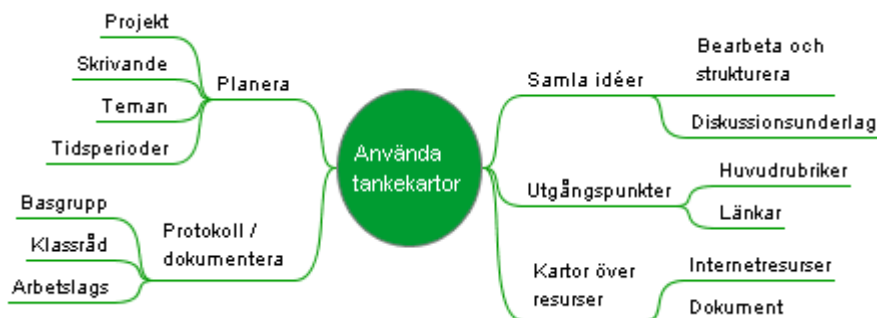 Projekt
Skrivande
Teman
Tidsperioder
Planera
Basgrupp
Klassråd
Arbetslags
Protokoll /
dokumentera
Använda
tankekartor
Samla idéer
Bearbeta och
strukturera
Diskussionsunderlag
Utgångspunkter
Huvudrubriker
Länkar
Kartor över
resurser
Internetresurser
Dokument